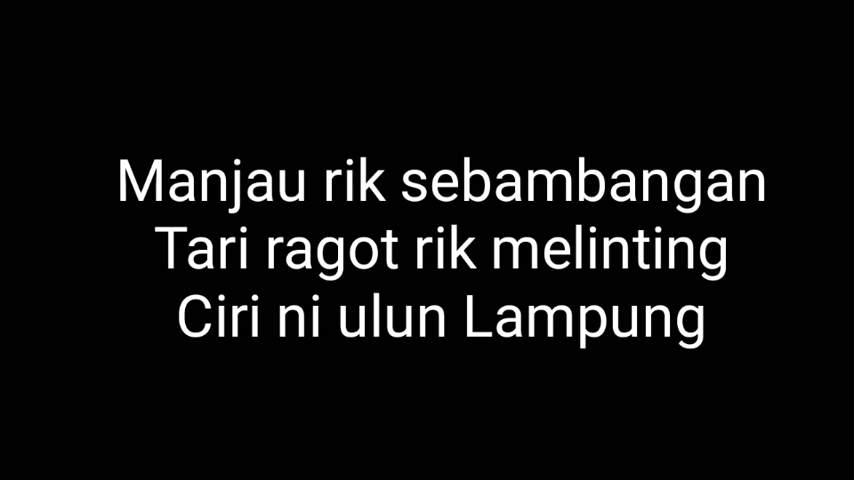 Manjau rik sebambangan
Tari ragot rik melinting
Ciri ni ulun Lampung